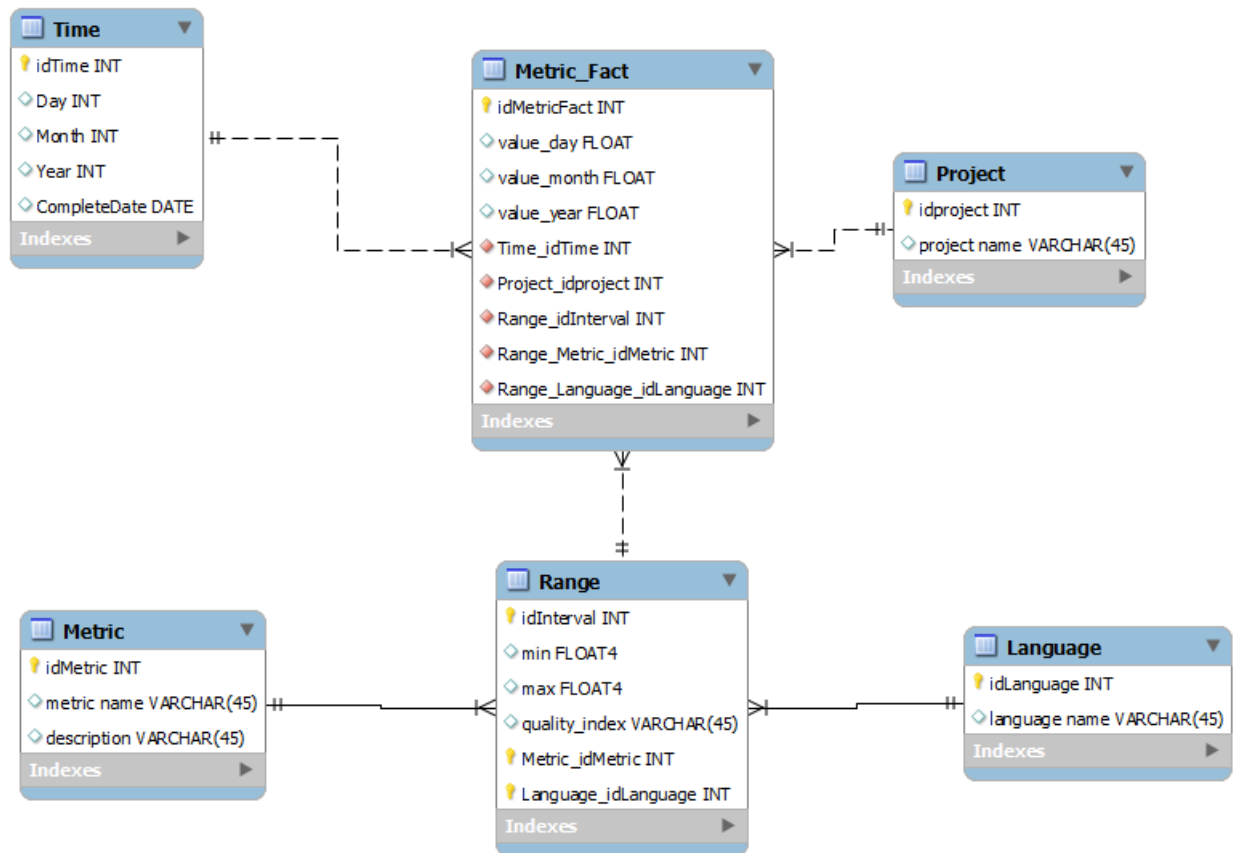 Time
idTime INT
Day INT
Month INT
Year INT
CompleteDate DATE
Indexes
Metric_Fact
idMetricFact INT
value_day FLOAT
value_month FLOAT
value_year FLOAT
Time_idTime INT
Project_idproject INT
Range_idInterval INT
Range_Metric_idMetric INT
Range_Language_idLanguage INT
Indexes
Project
idproject INT
project name VARCHAR(45)
Indexes
Metric
idMetric INT
metric name VARCHAR(45)
description VARCHAR(45)
Indexes
Range
idInterval INT
min FLOAT4
max FLOAT4
quality_index VARCHAR(45)
Metric_idMetric INT
Language_idLanguage INT
Indexes
Language
idLanguage INT
language name VARCHAR(45)
Indexes